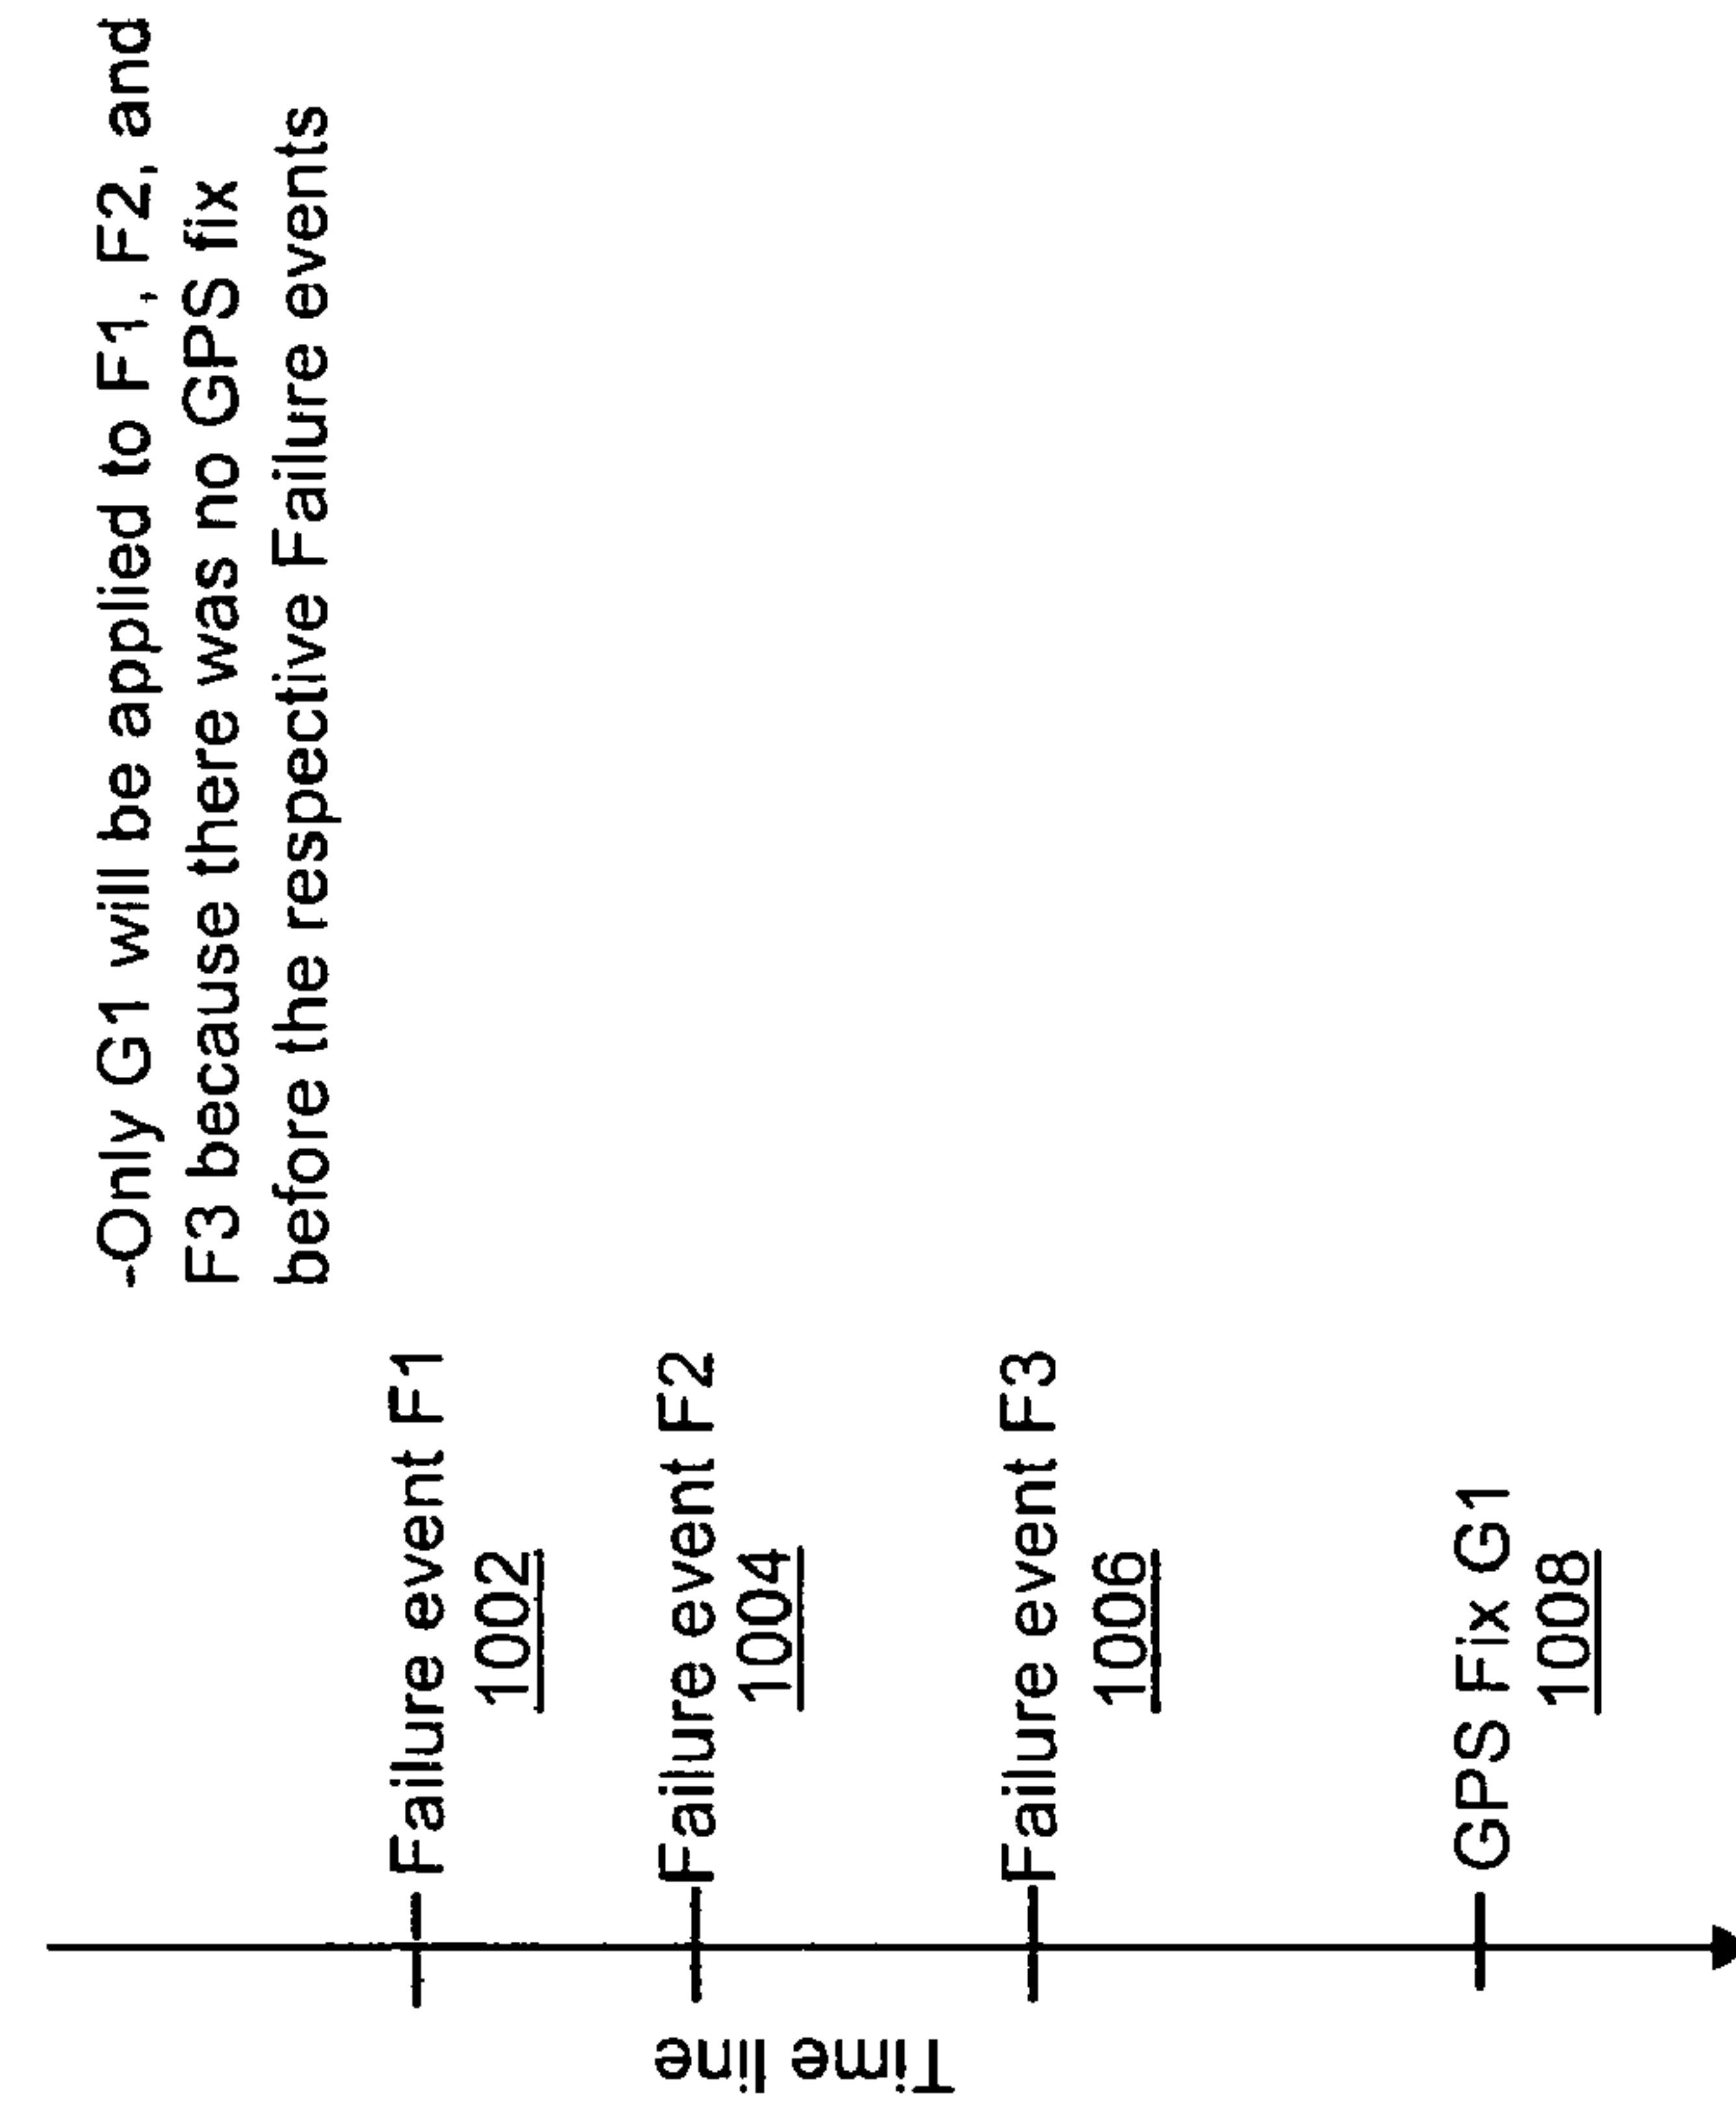 -Only G1 will be applied to F1, F2, and
F3 because there was no GPS fix
before the respective Failure events
Failure event F1
1002
Failure event F2
1004
Failure event F3
1006
GPS Fix G1
1008
Time line